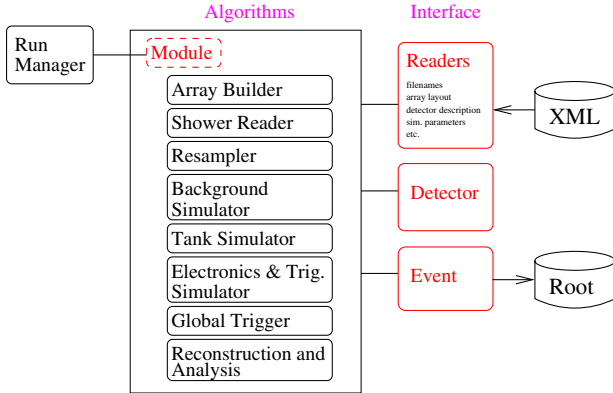 Algorithms
Interface
Run
Manager
Module
Array Builder
Shower Reader
Resampler
Background
Simulator
Tank Simulator
Electronics & Trig.
Simulator
Global Trigger
Reconstruction and
Analysis
Readers
filenames
array layout
detector description
sim. parameters
etc.
XML
Detector
Event
Root